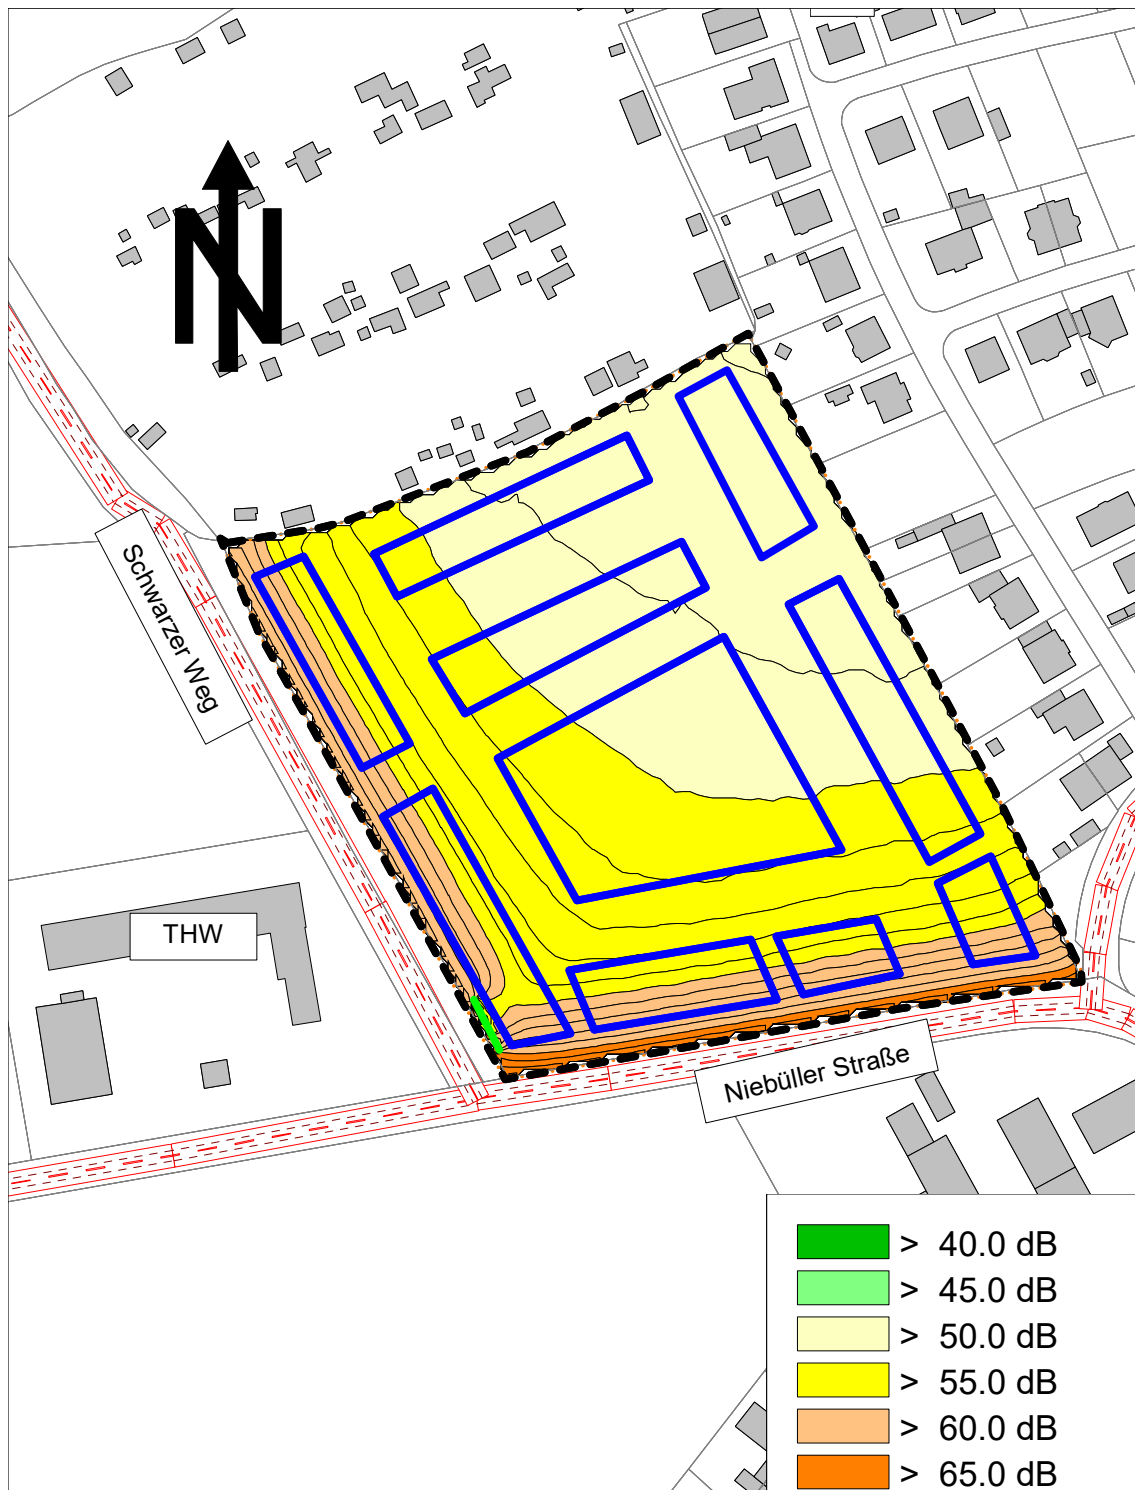 N
Schwarzer Weg
THW
Niebüller Straße
> 40.0 dB
> 45.0 dB
> 50.0 dB
> 55.0 dB
> 60.0 dB
> 65.0 dB